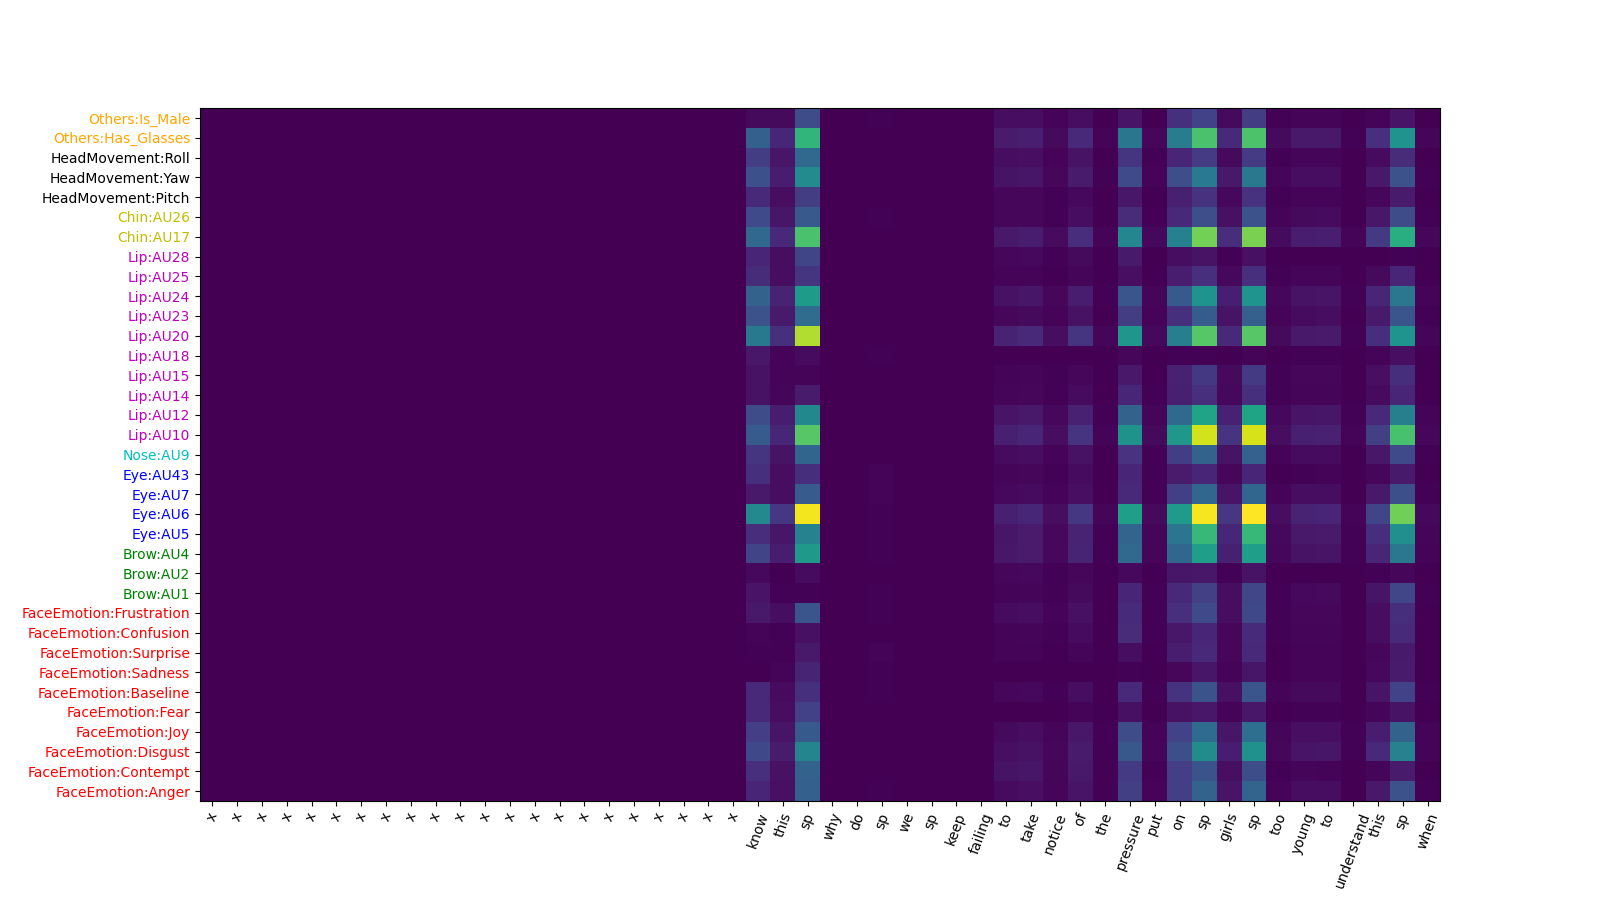 Others:Is_Male
Others:Has_Glasses
HeadMovement:Roll
HeadMovement:Yaw
HeadMovement:Pitch
Chin:AU26
Chin:AU17
Lip:AU28
Lip:AU25
Lip:AU24
Lip:AU23
Lip:AU20
Lip:AU18
Lip:AU15
Lip:AU14
Lip:AU12
Lip:AU10
Nose:AU9
Eye:AU43
Eye:AU7
Eye:AU6
Eye:AU5
Brow:AU4
Brow:AU2
Brow:AU1
FaceEmotion:Frustration
FaceEmotion:Confusion
FaceEmotion:Surprise
FaceEmotion:Sadness
FaceEmotion:Baseline
FaceEmotion:Fear
FaceEmotion:Joy
FaceEmotion:Disgust
FaceEmotion:Contempt
FaceEmotion:Anger
x x x x x x x x x x x x x x x x x x x x x x know this sp why do sp we sp keep failing to take notice of the pressure put on sp girls sp too young to understand this sp when